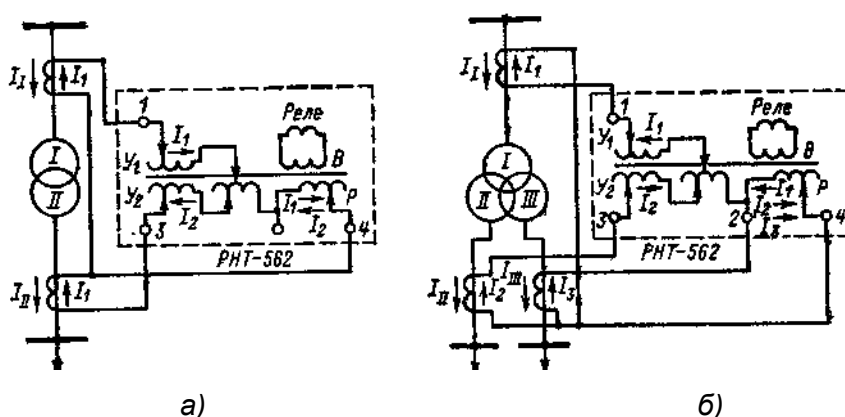 I_I I_1
1
Реле
I_1
У_1 В
У_2 Р
I_2 I_1
I_2
3 4
РНТ-562
I_II I_1
а)
I_I I_1
1
Реле
I_1
У_1 В
У_2 Р
I_2 I_1
I_2
I_3
3 2 4
РНТ-562
I_II I_2 I_III I_3
б)
I
II
I
II III